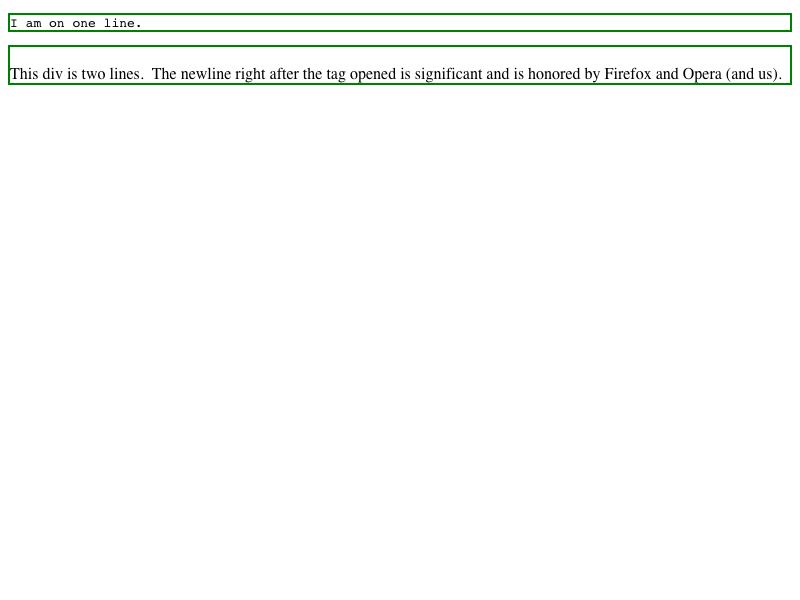 I am on one line.
This div is two lines.  The newline right after the tag opened is significant and is honored by Firefox and Opera (and us).